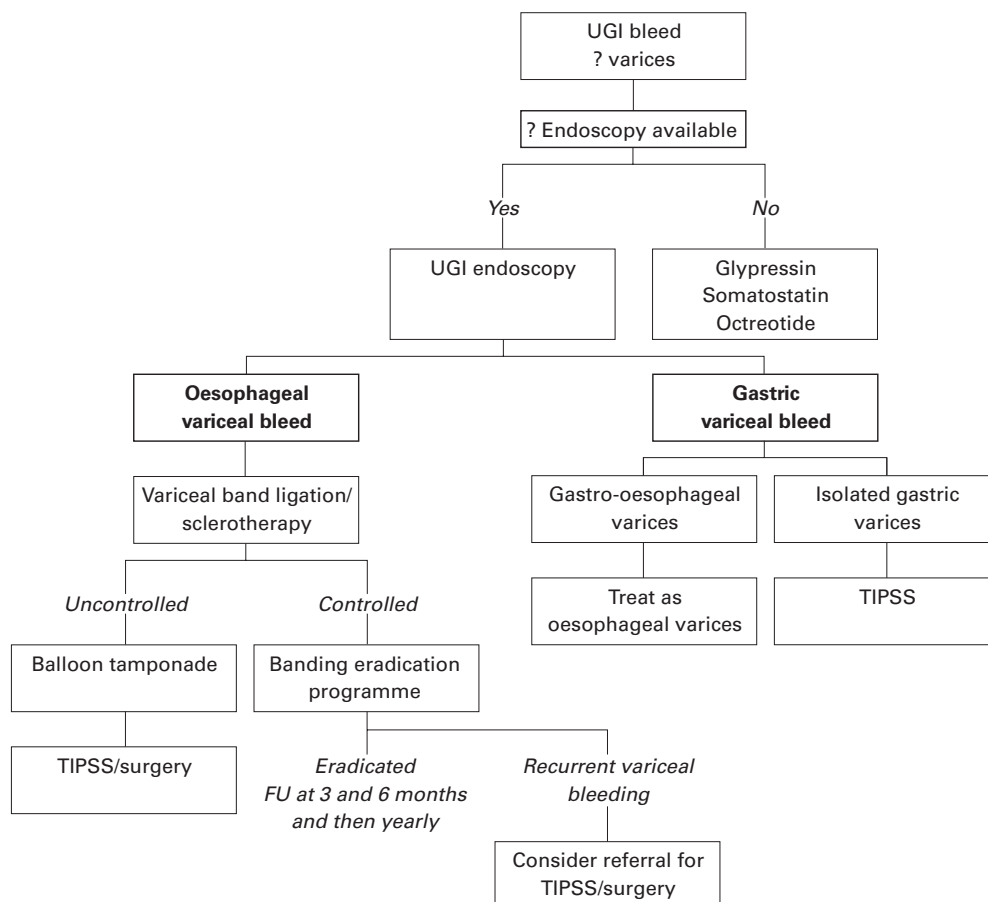 UGI bleed
? varices
? Endoscopy available
Yes
No
UGI endoscopy
Glypressin
Somatostatin
Octreotide
Oesophageal
variceal bleed
Gastric
variceal bleed
Variceal band ligation/
sclerotherapy
Gastro-oesophageal
varices
Isolated gastric
varices
Uncontrolled
Controlled
Treat as
oesophageal varices
TIPSS
Balloon tamponade
Banding eradication
programme
TIPSS/surgery
Eradicated
FU at 3 and 6 months
and then yearly
Recurrent variceal
bleeding
Consider referral for
TIPSS/surgery